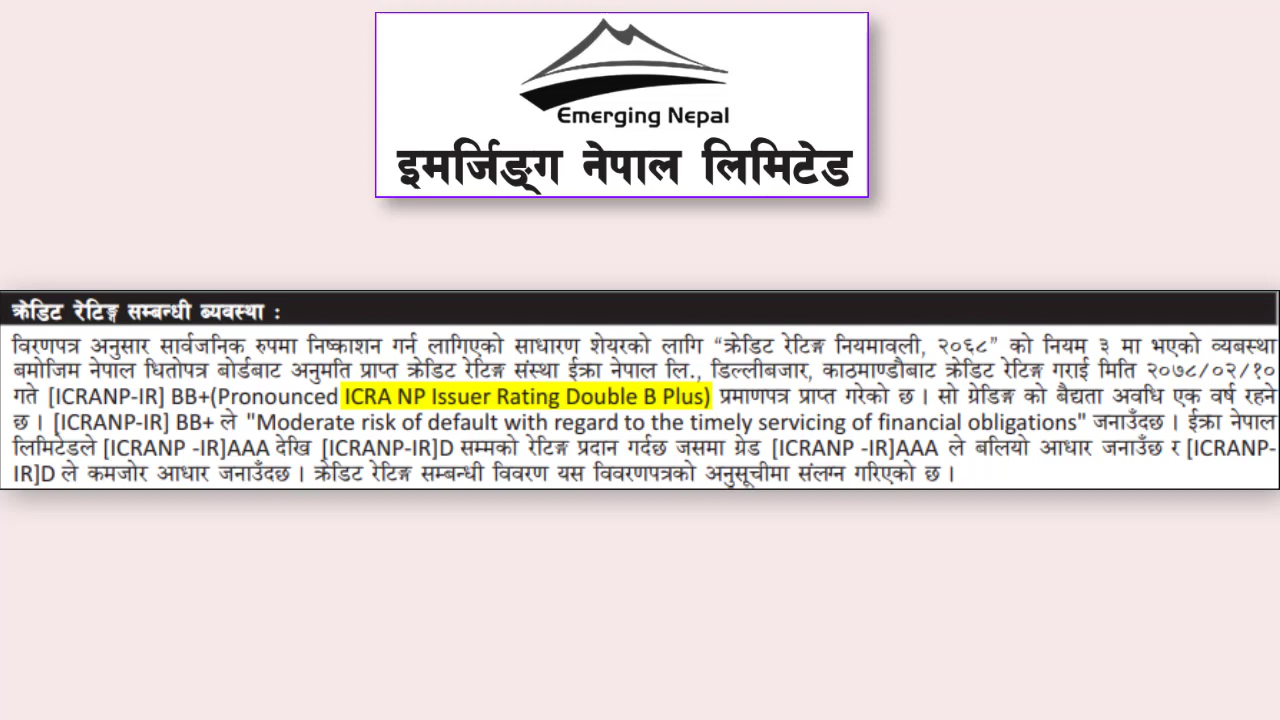 Emerging Nepal
इमर्जिङ्ग नेपाल लिमिटेड
क्रेडिट रेटिङ्ग सम्बन्धी ब्यवस्था :
विरणपत्र अनुसार सार्वजनिक रुपमा निष्काशन गर्न लागिएको साधारण शेयरको लागि “क्रेडिट रेटिङ्ग नियमावली, २०६८” को नियम ३ मा भएको व्यबस्था
बमोजिम नेपाल धितोपत्र बोर्डबाट अनुमति प्राप्त क्रेडिट रेटिङ्ग संस्था ईक्रा नेपाल लि., डिल्लीबजार, काठमाण्डौबाट क्रेडिट रेटिङ्ग गराई मिति २०७८/०२/१०
गते [ICRANP-IR] BB+(Pronounced ICRA NP Issuer Rating Double B Plus) प्रमाणपत्र प्राप्त गरेको छ । सो ग्रेडिङ्ग को बैद्यता अवधि एक वर्ष रहने
छ । [ICRANP-IR] BB+ ले "Moderate risk of default with regard to the timely servicing of financial obligations" जनाउँदछ । ईक्रा नेपाल
लिमिटेडले [ICRANP -IR]AAA देखि [ICRANP-IR]D सम्मको रेटिङ्ग प्रदान गर्दछ जसमा ग्रेड [ICRANP -IR]AAA ले बलियो आधार जनाउँछ र [ICRANP-
IR]D ले कमजोर आधार जनाउँदछ । क्रेडिट रेटिङ्ग सम्बन्धी विवरण यस विवरणपत्रको अनुसूचीमा संलग्न गरिएको छ ।